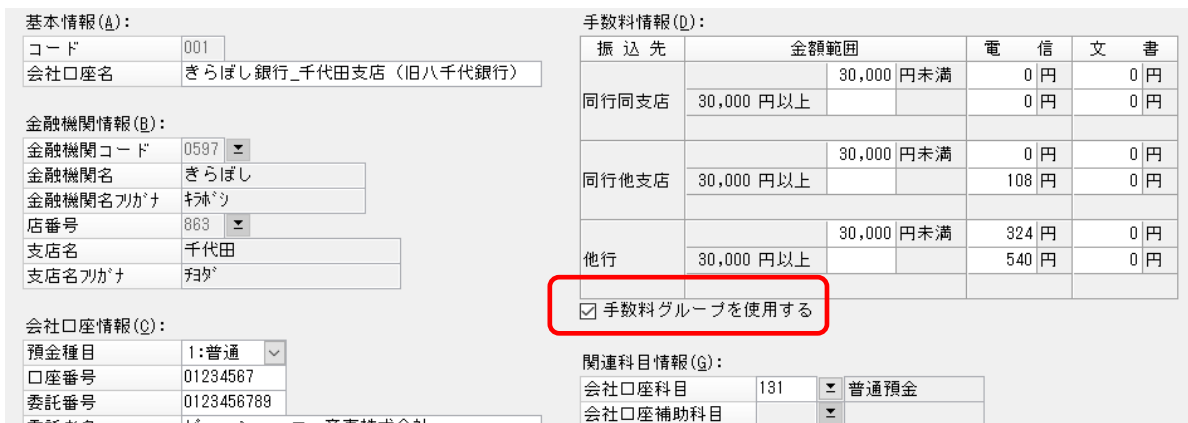 基本情報(A):
コード 001
会社口座名 きらぼし銀行_千代田支店（旧八千代銀行）
金融機関情報(B):
金融機関コード 0597
金融機関名 きらぼし
金融機関名フリガナ ｷﾗﾎﾞｼ
店番号 863
支店名 千代田
支店名フリガナ ﾁﾖﾀﾞ
会社口座情報(C):
預金種目 1:普通
口座番号 01234567
委託番号 0123456789
手数料情報(D):
振込先 金額範囲 電信 文書
30,000 円未満 0 円 0 円
同行同支店 30,000 円以上 0 円 0 円
30,000 円未満 0 円 0 円
同行他支店 30,000 円以上 108 円 0 円
30,000 円未満 324 円 0 円
他行 30,000 円以上 540 円 0 円
手数料グループを使用する
関連科目情報(G):
会社口座科目 131 普通預金
会社口座補助科目